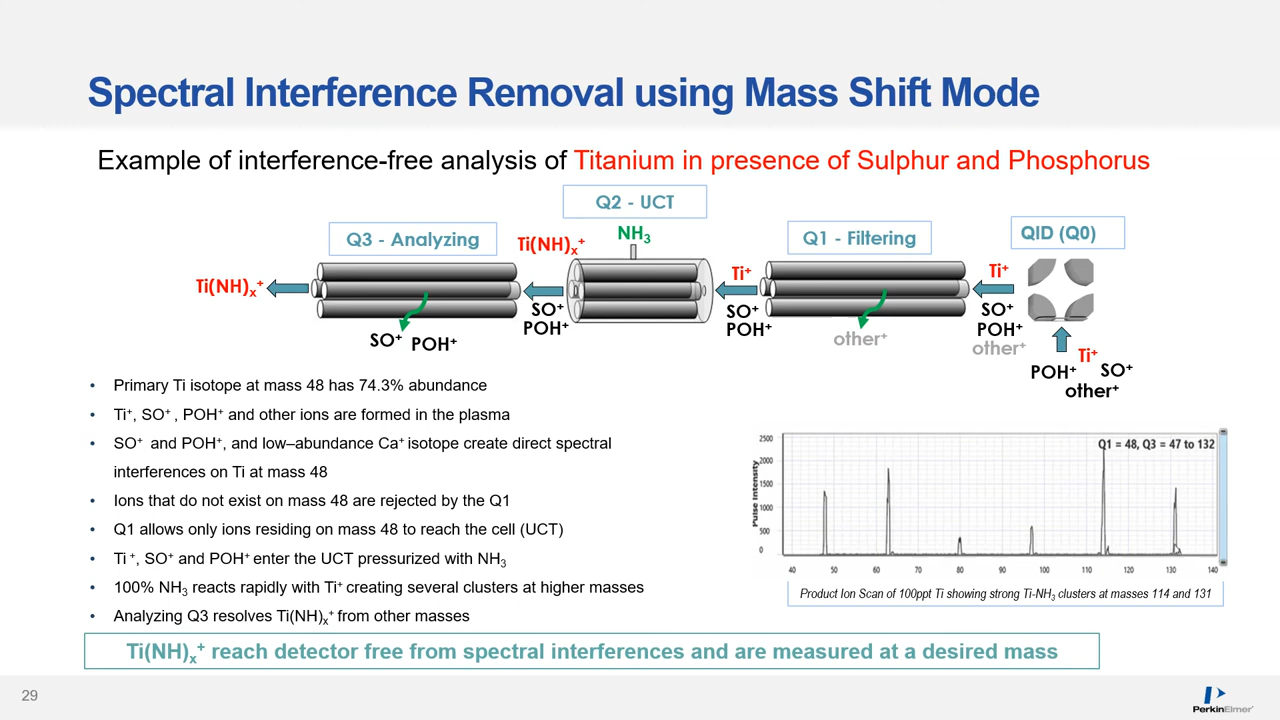 Spectral Interference Removal using Mass Shift Mode
Example of interference-free analysis of Titanium in presence of Sulphur and Phosphorus
Q2 - UCT
Q3 - Analyzing
Ti(NH)ₓ⁺
NH₃
Q1 - Filtering
QID (Q0)
Ti(NH)ₓ⁺
Ti⁺
Ti⁺
SO⁺
POH⁺
SO⁺
POH⁺
SO⁺
POH⁺
other⁺
SO⁺ POH⁺
other⁺
Ti⁺
POH⁺ SO⁺
other⁺
• Primary Ti isotope at mass 48 has 74.3% abundance
• Ti⁺, SO⁺ , POH⁺ and other ions are formed in the plasma
• SO⁺ and POH⁺, and low–abundance Ca⁺ isotope create direct spectral
interferences on Ti at mass 48
• Ions that do not exist on mass 48 are rejected by the Q1
• Q1 allows only ions residing on mass 48 to reach the cell (UCT)
• Ti ⁺, SO⁺ and POH⁺ enter the UCT pressurized with NH₃
• 100% NH₃ reacts rapidly with Ti⁺ creating several clusters at higher masses
• Analyzing Q3 resolves Ti(NH)ₓ⁺ from other masses
Q1 = 48, Q3 = 47 to 132
Pulse Intensity
2500
2000
1500
1000
500
0
40 50 60 70 80 90 100 110 120 130 140
Product Ion Scan of 100ppt Ti showing strong Ti-NH₃ clusters at masses 114 and 131
Ti(NH)ₓ⁺ reach detector free from spectral interferences and are measured at a desired mass
29
PerkinElmer